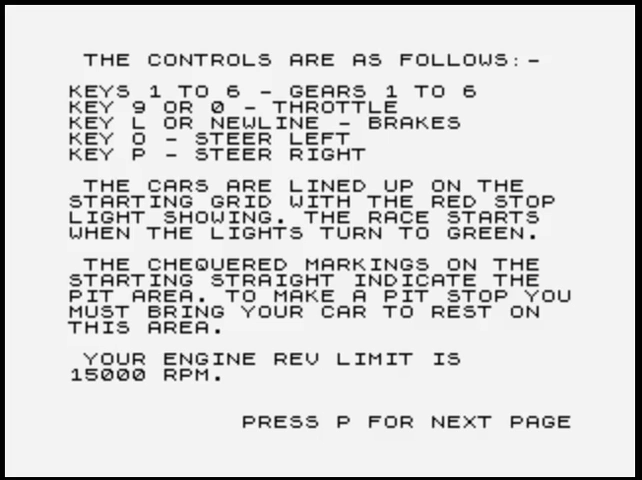 THE CONTROLS ARE AS FOLLOWS:-
KEYS 1 TO 6 - GEARS 1 TO 6
KEY 9 OR 0 - THROTTLE
KEY L OR NEWLINE - BRAKES
KEY O - STEER LEFT
KEY P - STEER RIGHT
THE CARS ARE LINED UP ON THE
STARTING GRID WITH THE RED STOP
LIGHT SHOWING. THE RACE STARTS
WHEN THE LIGHTS TURN TO GREEN.
THE CHEQUERED MARKINGS ON THE
STARTING STRAIGHT INDICATE THE
PIT AREA. TO MAKE A PIT STOP YOU
MUST BRING YOUR CAR TO REST ON
THIS AREA.
YOUR ENGINE REV LIMIT IS
15000 RPM.
PRESS P FOR NEXT PAGE